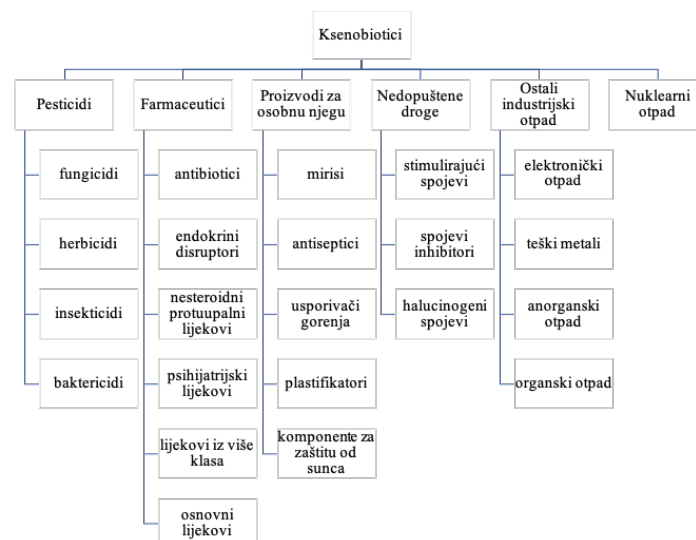 Ksenobiotici
Pesticidi
Farmaceutici
Proizvodi za
osobnu njegu
Nedopuštene
droge
Ostali
industrijski
otpad
Nuklearni
otpad
fungicidi
herbicidi
insekticidi
baktericidi
antibiotici
endokrini
disruptori
nesteroidni
protuupalni
lijekovi
psihijatrijski
lijekovi
lijekovi iz više
klasa
osnovni
lijekovi
mirisi
antiseptici
usporivači
gorenja
plastifikatori
komponente za
zaštitu od
sunca
stimulirajući
spojevi
spojevi
inhibitori
halucinogeni
spojevi
elektronički
otpad
teški metali
anorganski
otpad
organski otpad